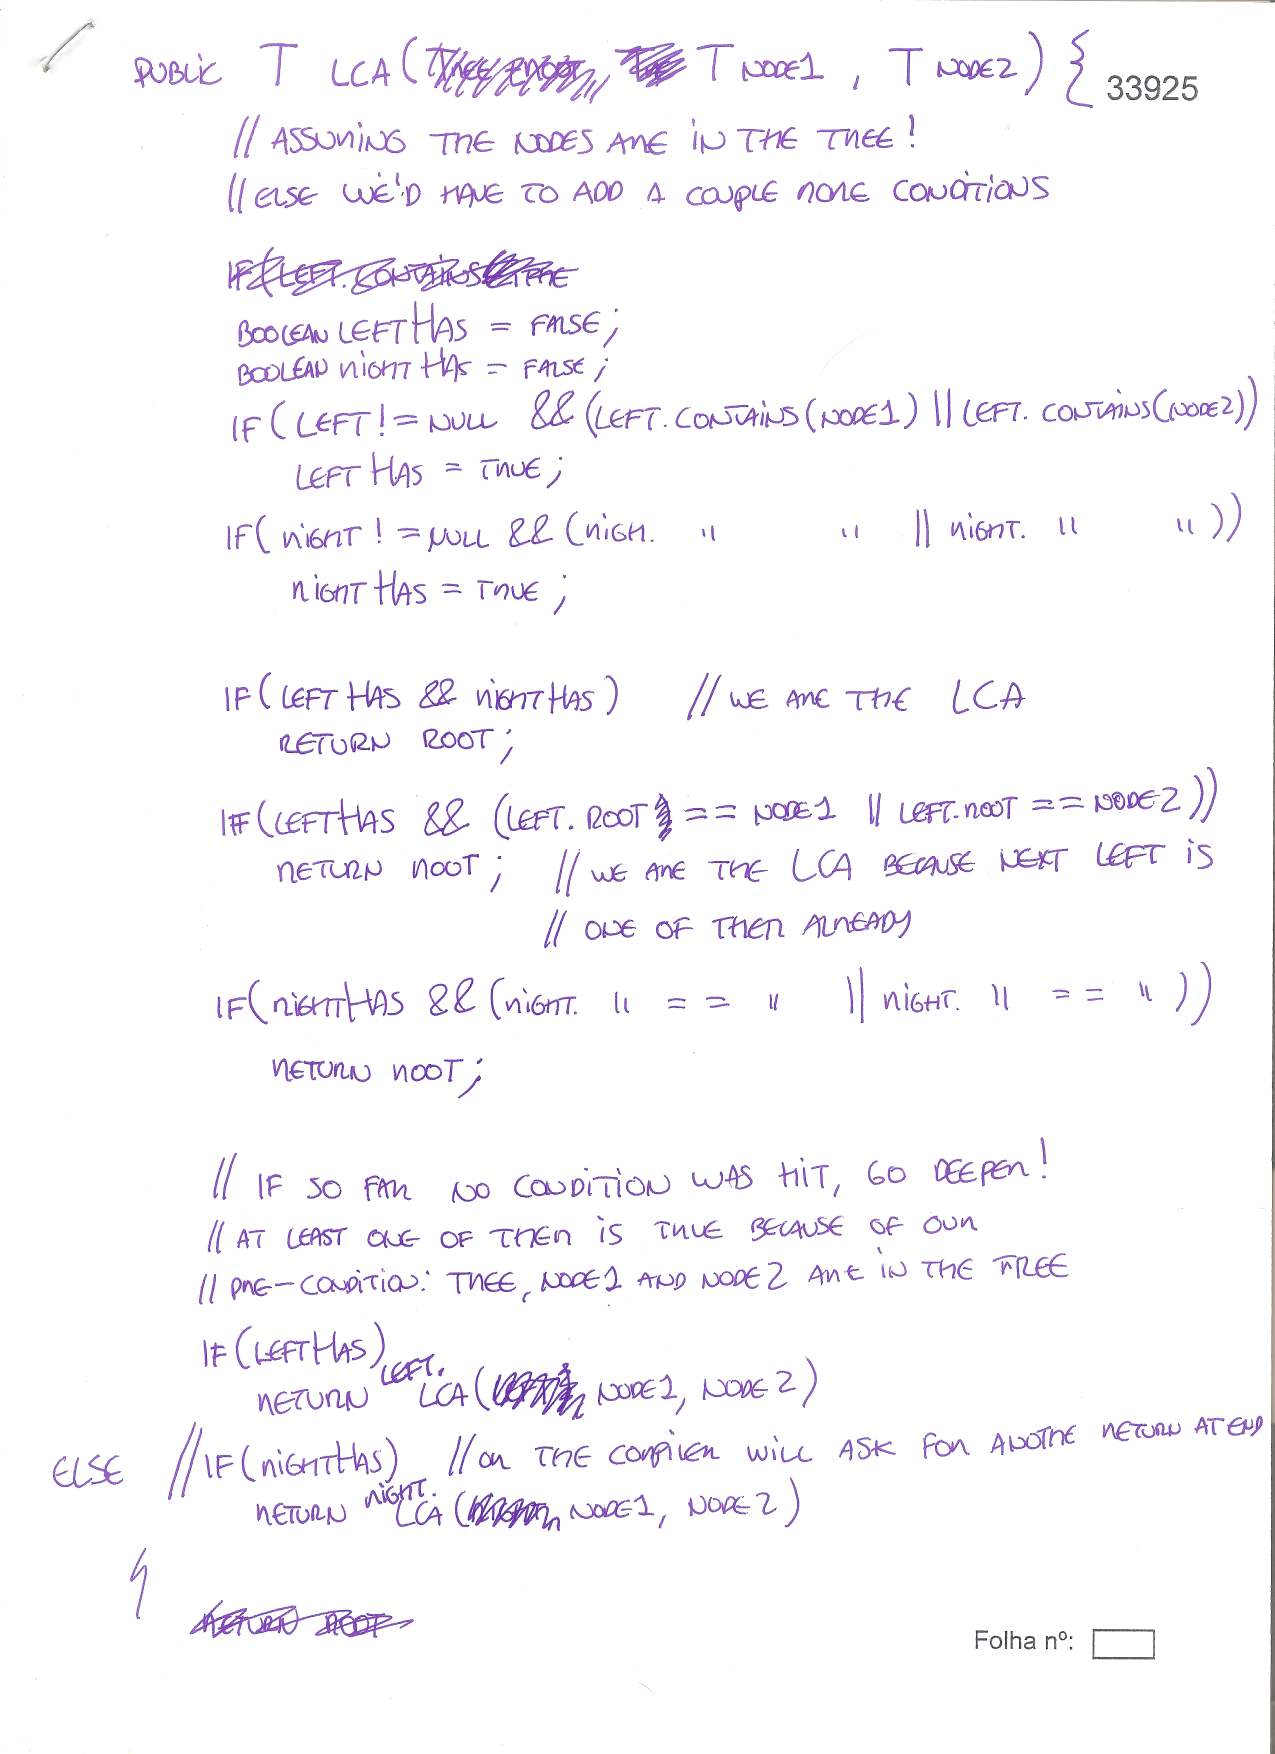 PUBLIC T LCA( T NODE1 , T NODE2) {
33925
// ASSUMING THE NODES ARE IN THE TREE!
// ELSE WE'D HAVE TO ADD A COUPLE MORE CONDITIONS
IF(LEFT.CONTAINS
BOOLEAN LEFTHAS = FALSE;
BOOLEAN RIGHTHAS = FALSE;
IF(LEFT != NULL && (LEFT.CONTAINS(NODE1) || LEFT.CONTAINS(NODE2))
LEFTHAS = TRUE;
IF( RIGHT != NULL && (RIGH. " " || RIGHT. " " ))
RIGHTHAS = TRUE;
IF(LEFTHAS && RIGHTHAS) // WE ARE THE LCA
RETURN ROOT;
IF(LEFTHAS && (LEFT.ROOT == NODE1 || LEFT.ROOT == NODE2))
RETURN ROOT; // WE ARE THE LCA BECAUSE NEXT LEFT IS
// ONE OF THEM ALREADY
IF(RIGHTHAS && (RIGHT. " == " || RIGHT. " == " ))
RETURN ROOT;
// IF SO FAR NO CONDITION WAS HIT, GO DEEPER!
// AT LEAST ONE OF THEM IS TRUE BECAUSE OF OUR
// PRE-CONDITION: TREE, NODE1 AND NODE2 ARE IN THE TREE
IF(LEFTHAS)
RETURN LEFT.LCA( NODE1, NODE2)
ELSE //IF(RIGHTHAS) //OR THE COMPILER WILL ASK FOR ANOTHE RETURN AT END
RETURN RIGHT.LCA( NODE1, NODE2)
}
RETURN ROOT
Folha nº: